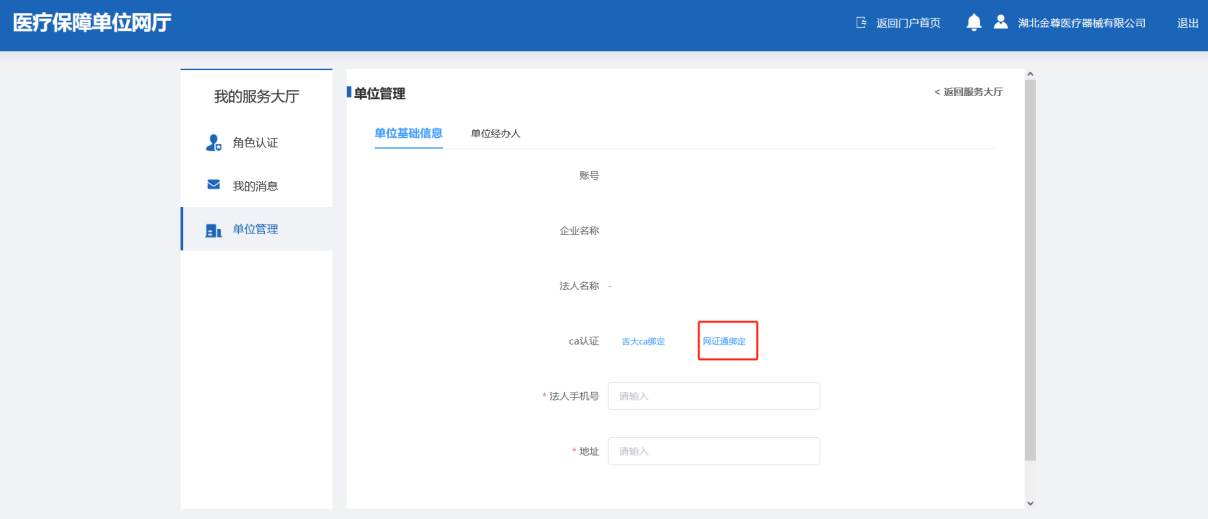 医疗保障单位网厅
返回门户首页
湖北金尊医疗器械有限公司
退出
我的服务大厅
角色认证
我的消息
单位管理
单位管理
< 返回服务大厅
单位基础信息
单位经办人
账号
企业名称
法人名称 -
ca认证 吉大ca绑定 网证通绑定
* 法人手机号 请输入
* 地址 请输入